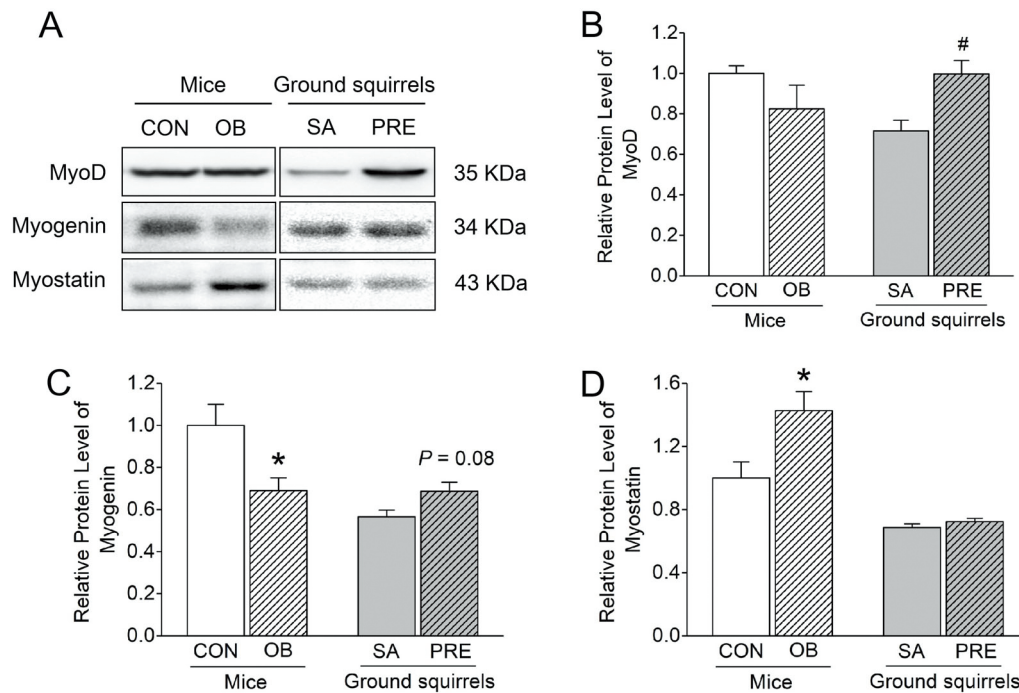 A
Mice
Ground squirrels
CON
OB
SA
PRE
MyoD
35 KDa
Myogenin
34 KDa
Myostatin
43 KDa
B
Relative Protein Level of
MyoD
1.2
1.0
0.8
0.6
0.4
0.2
0.0
#
CON
OB
SA
PRE
Mice
Ground squirrels
C
Relative Protein Level of
Myogenin
1.2
1.0
0.8
0.6
0.4
0.2
0.0
*
P = 0.08
CON
OB
SA
PRE
Mice
Ground squirrels
D
Relative Protein Level of
Myostatin
1.6
1.2
0.8
0.4
0.0
*
CON
OB
SA
PRE
Mice
Ground squirrels